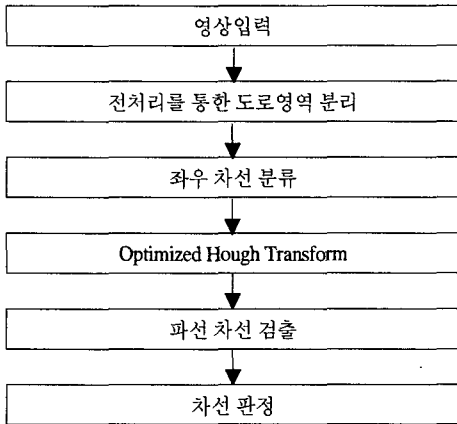 영상입력
전처리를 통한 도로영역 분리
좌우 차선 분류
Optimized Hough Transform
파선 차선 검출
차선 판정